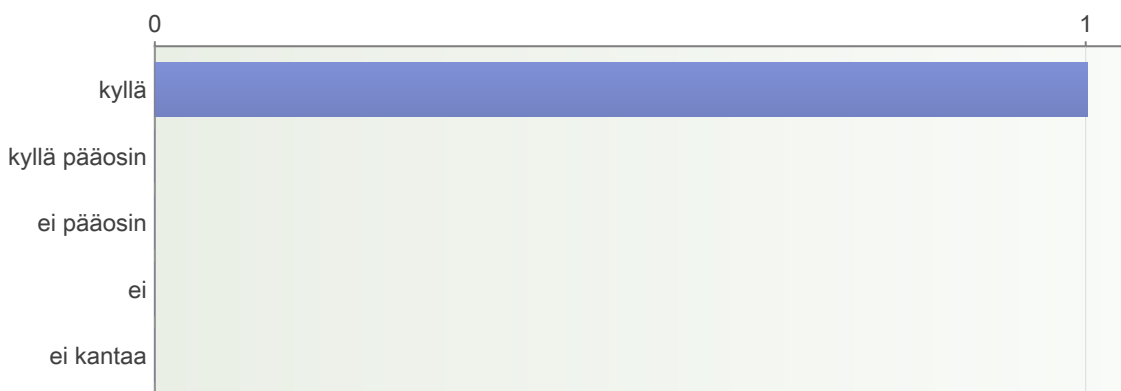 0 1
kyllä
kyllä pääosin
ei pääosin
ei
ei kantaa